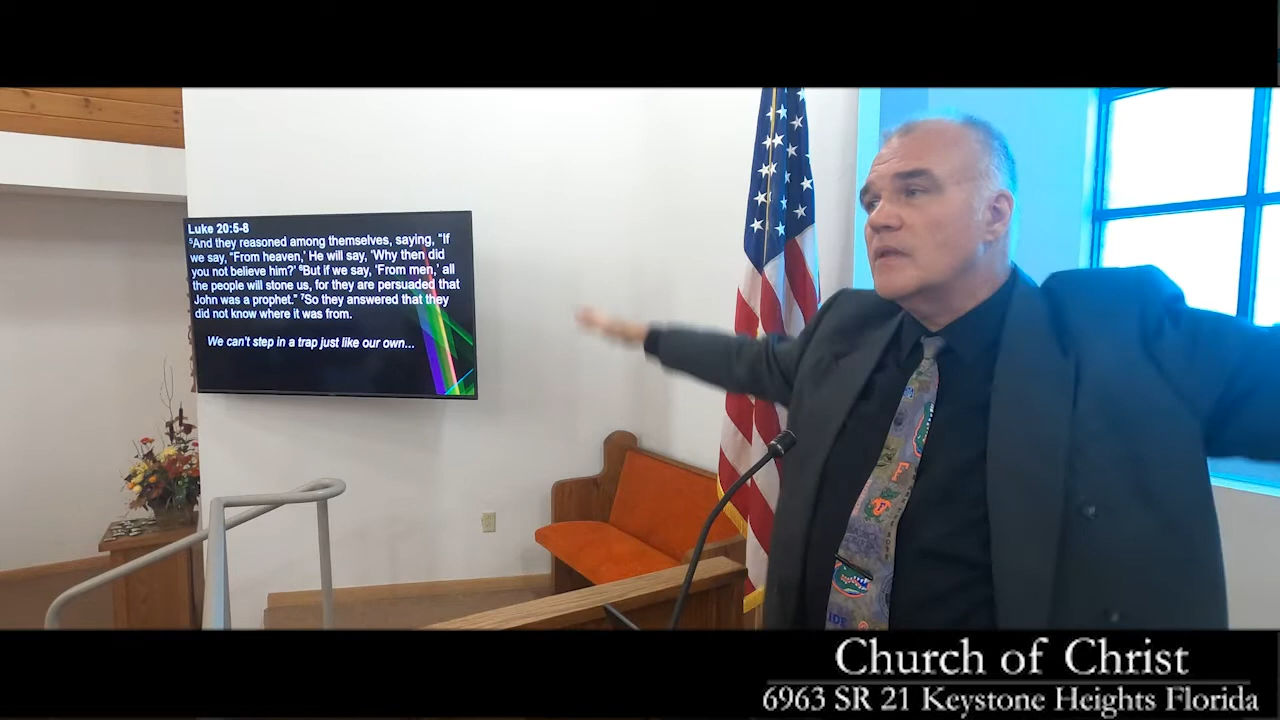 Luke 20:5-8
⁵And they reasoned among themselves, saying, "If
we say, "From heaven,' He will say, 'Why then did
you not believe him?' ⁶But if we say, 'From men,' all
the people will stone us, for they are persuaded that
John was a prophet." ⁷So they answered that they
did not know where it was from.
We can't step in a trap just like our own...
Church of Christ
6963 SR 21 Keystone Heights Florida